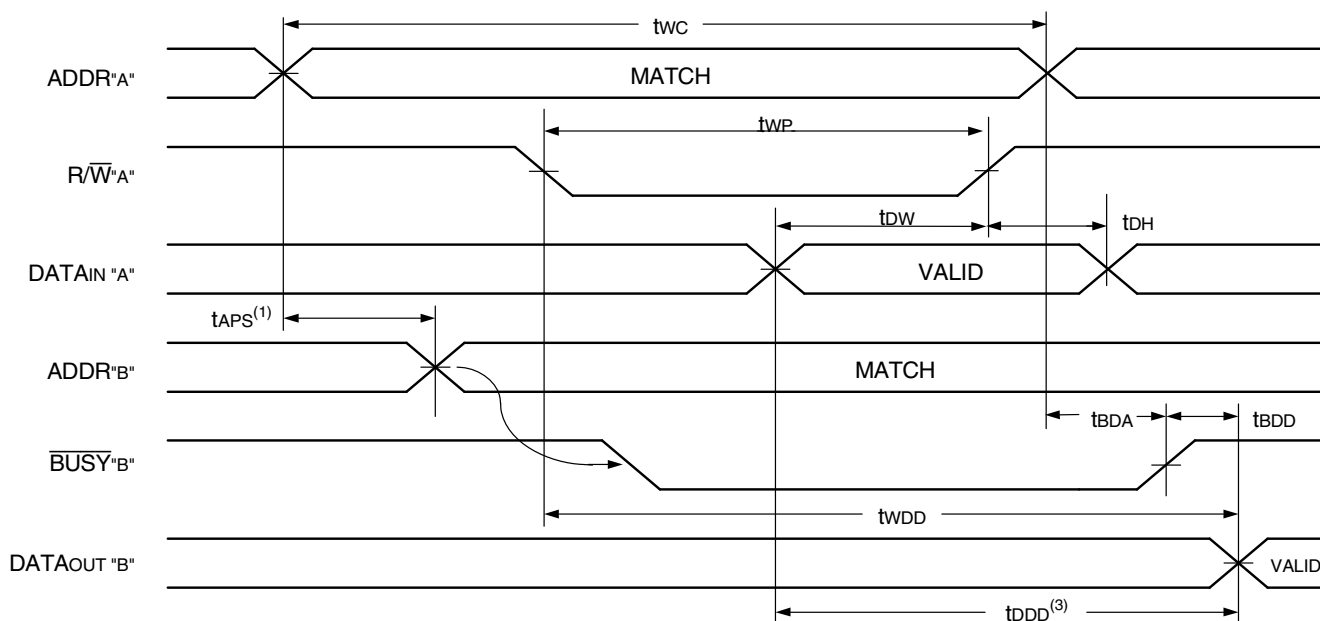 tWC
ADDR"A"
MATCH
tWP
R/W̅"A"
tDW
tDH
DATAIN "A"
VALID
tAPS(1)
ADDR"B"
MATCH
tBDA
tBDD
B̅U̅S̅Y̅"B"
tWDD
DATAOUT "B"
VALID
tDDD(3)